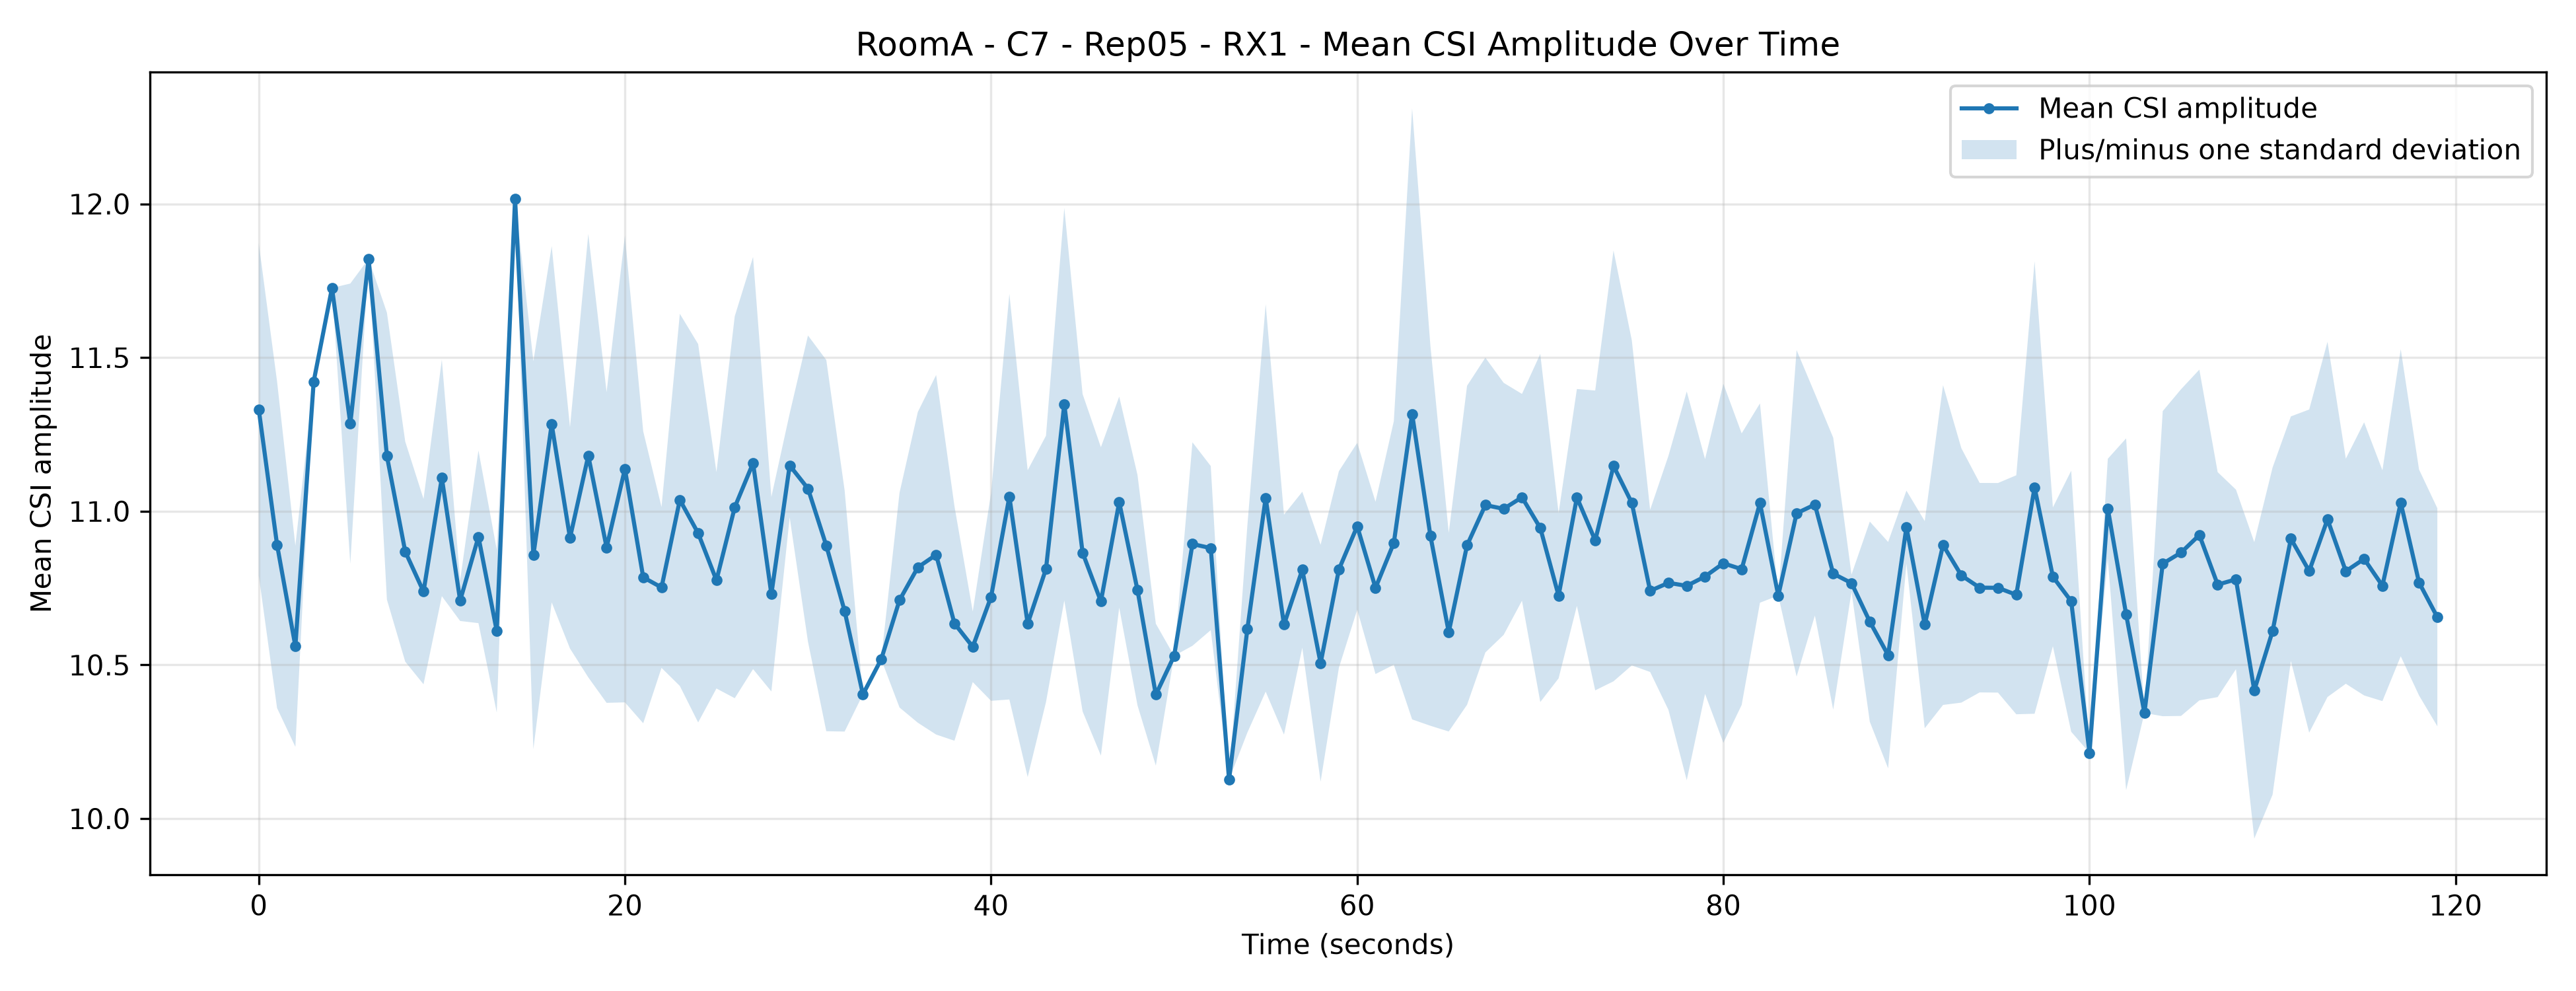 RoomA - C7 - Rep05 - RX1 - Mean CSI Amplitude Over Time
Mean CSI amplitude
Plus/minus one standard deviation
Mean CSI amplitude
12.0
11.5
11.0
10.5
10.0
0 20 40 60 80 100 120
Time (seconds)